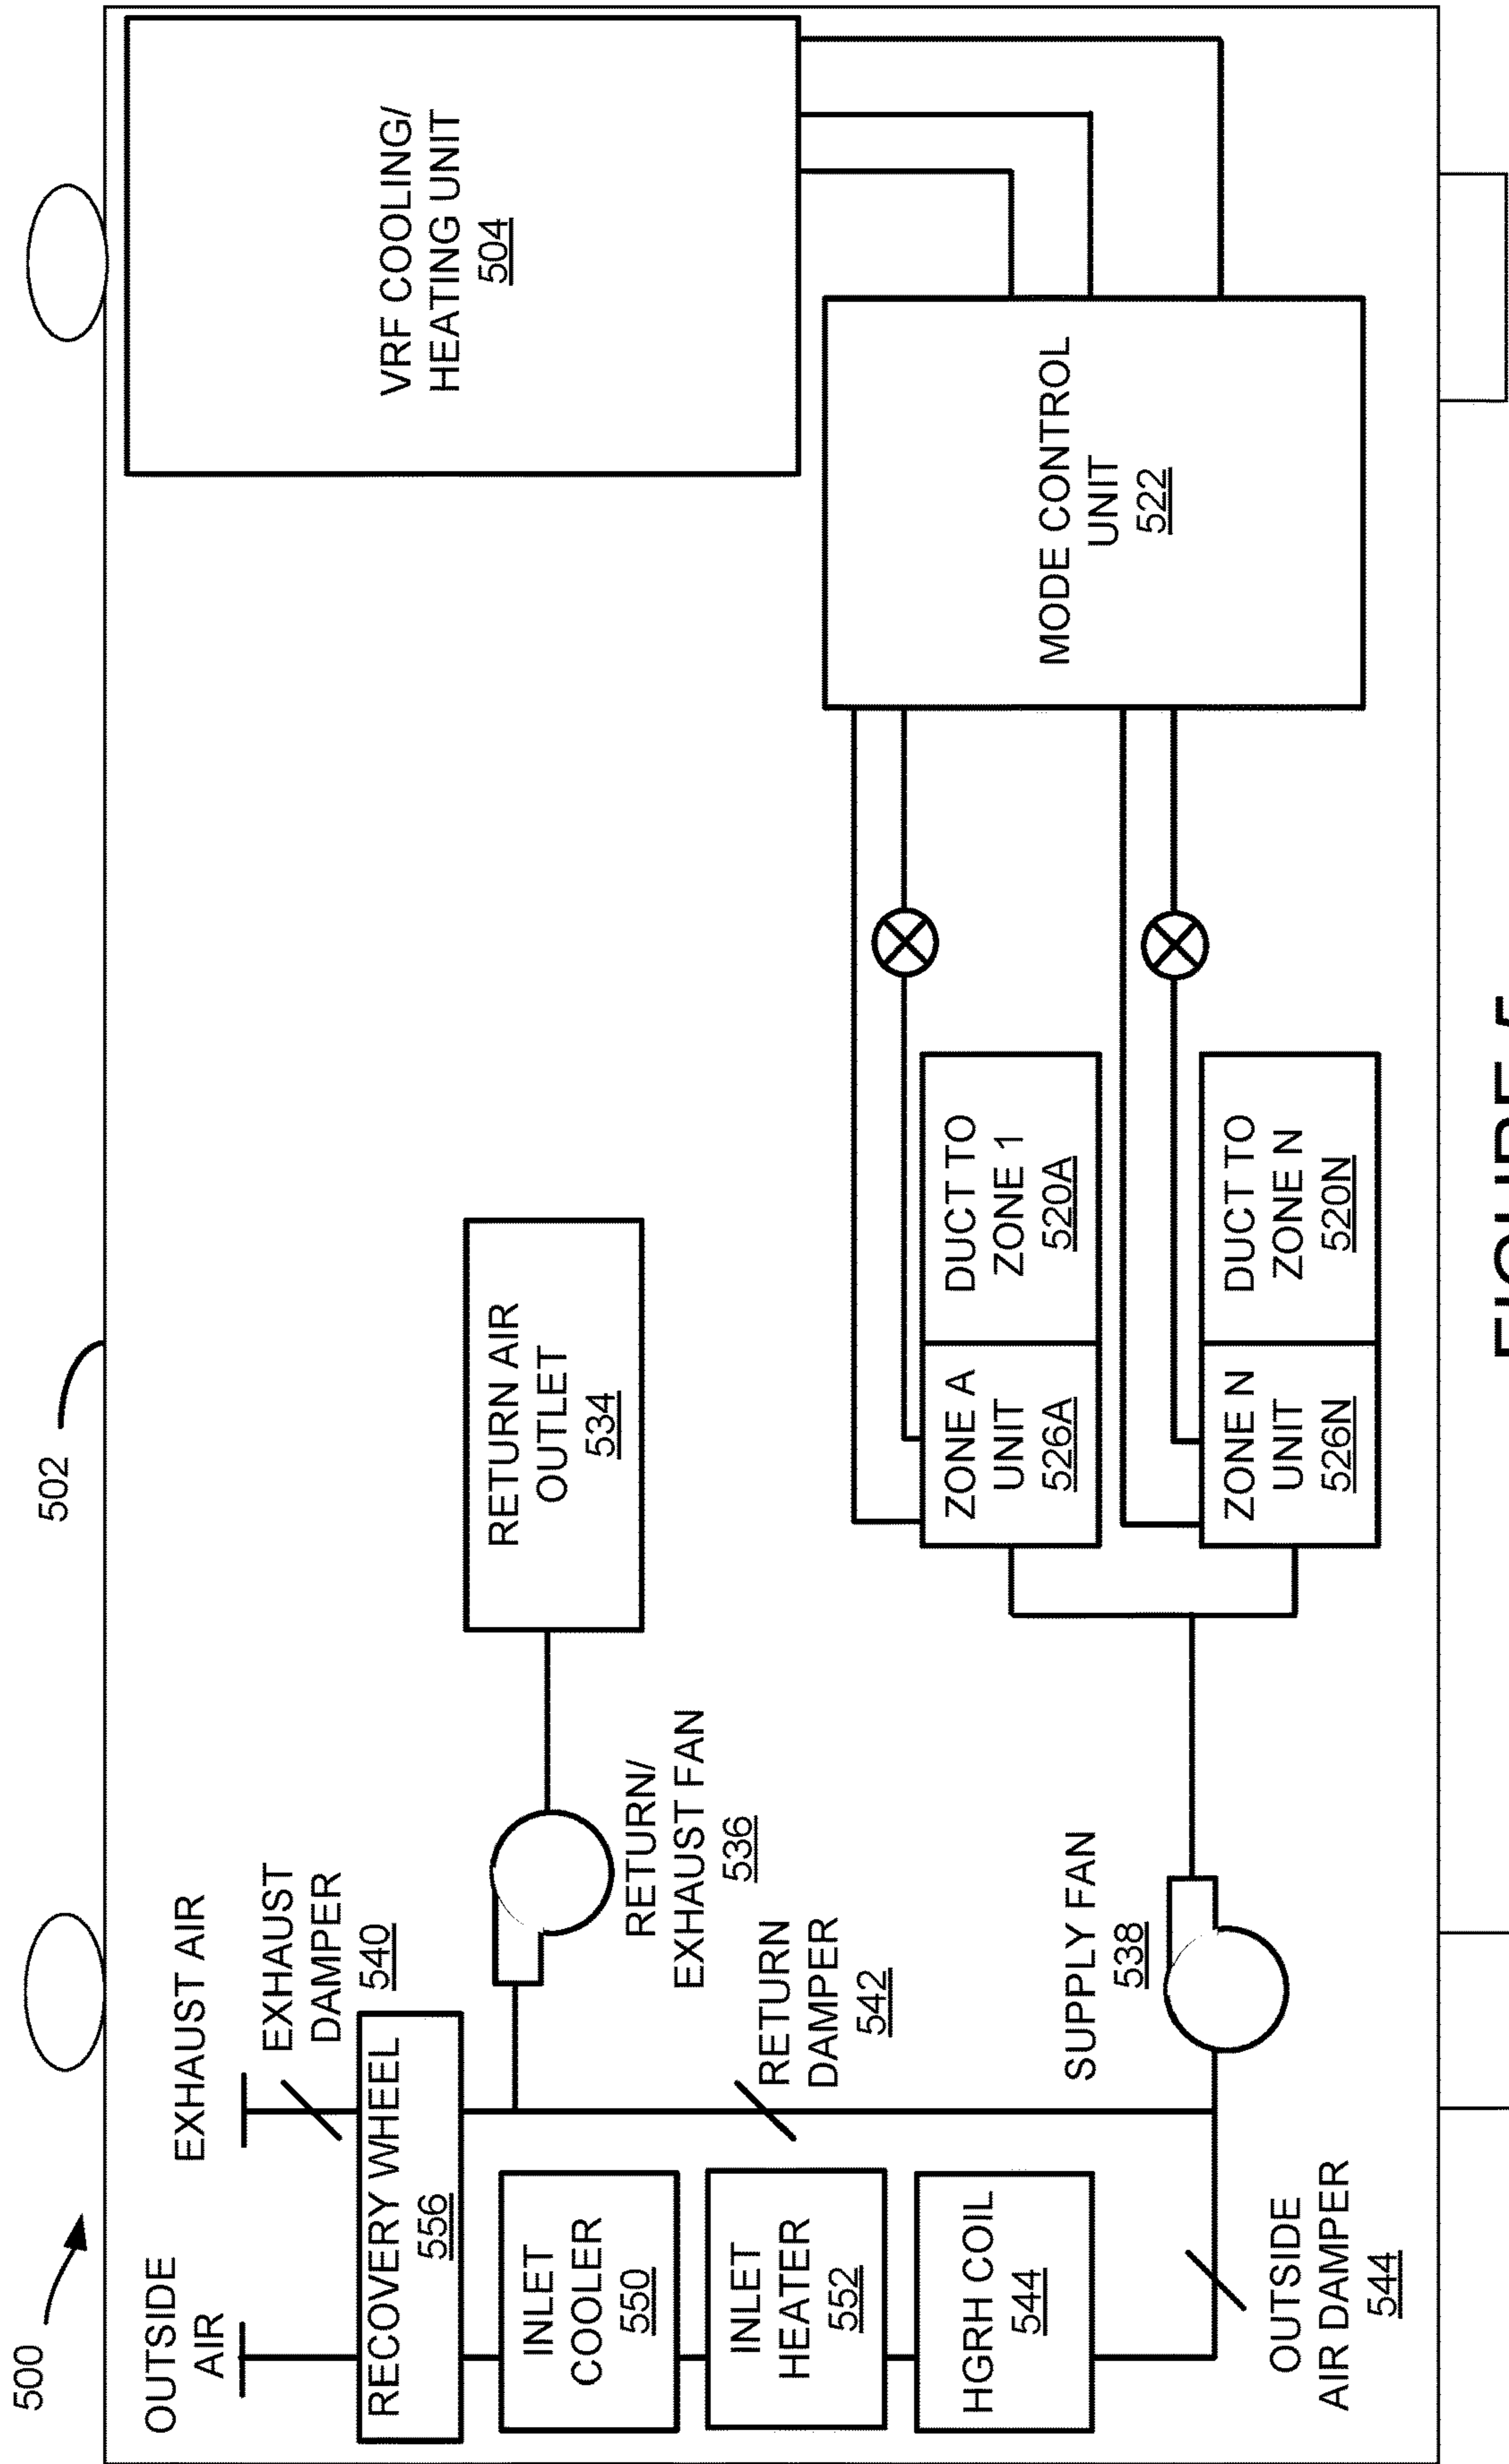 500
502
OUTSIDE
AIR
EXHAUST AIR
EXHAUST
DAMPER
540
RECOVERY WHEEL
556
INLET
COOLER
550
INLET
HEATER
552
HGRH COIL
544
OUTSIDE
AIR DAMPER
544
RETURN/
EXHAUST FAN
536
RETURN
DAMPER
542
SUPPLY FAN
538
RETURN AIR
OUTLET
534
ZONE A
UNIT
526A
DUCT TO
ZONE 1
520A
ZONE N
UNIT
526N
DUCT TO
ZONE N
520N
VRF COOLING/
HEATING UNIT
504
MODE CONTROL
UNIT
522
FIGURE 5